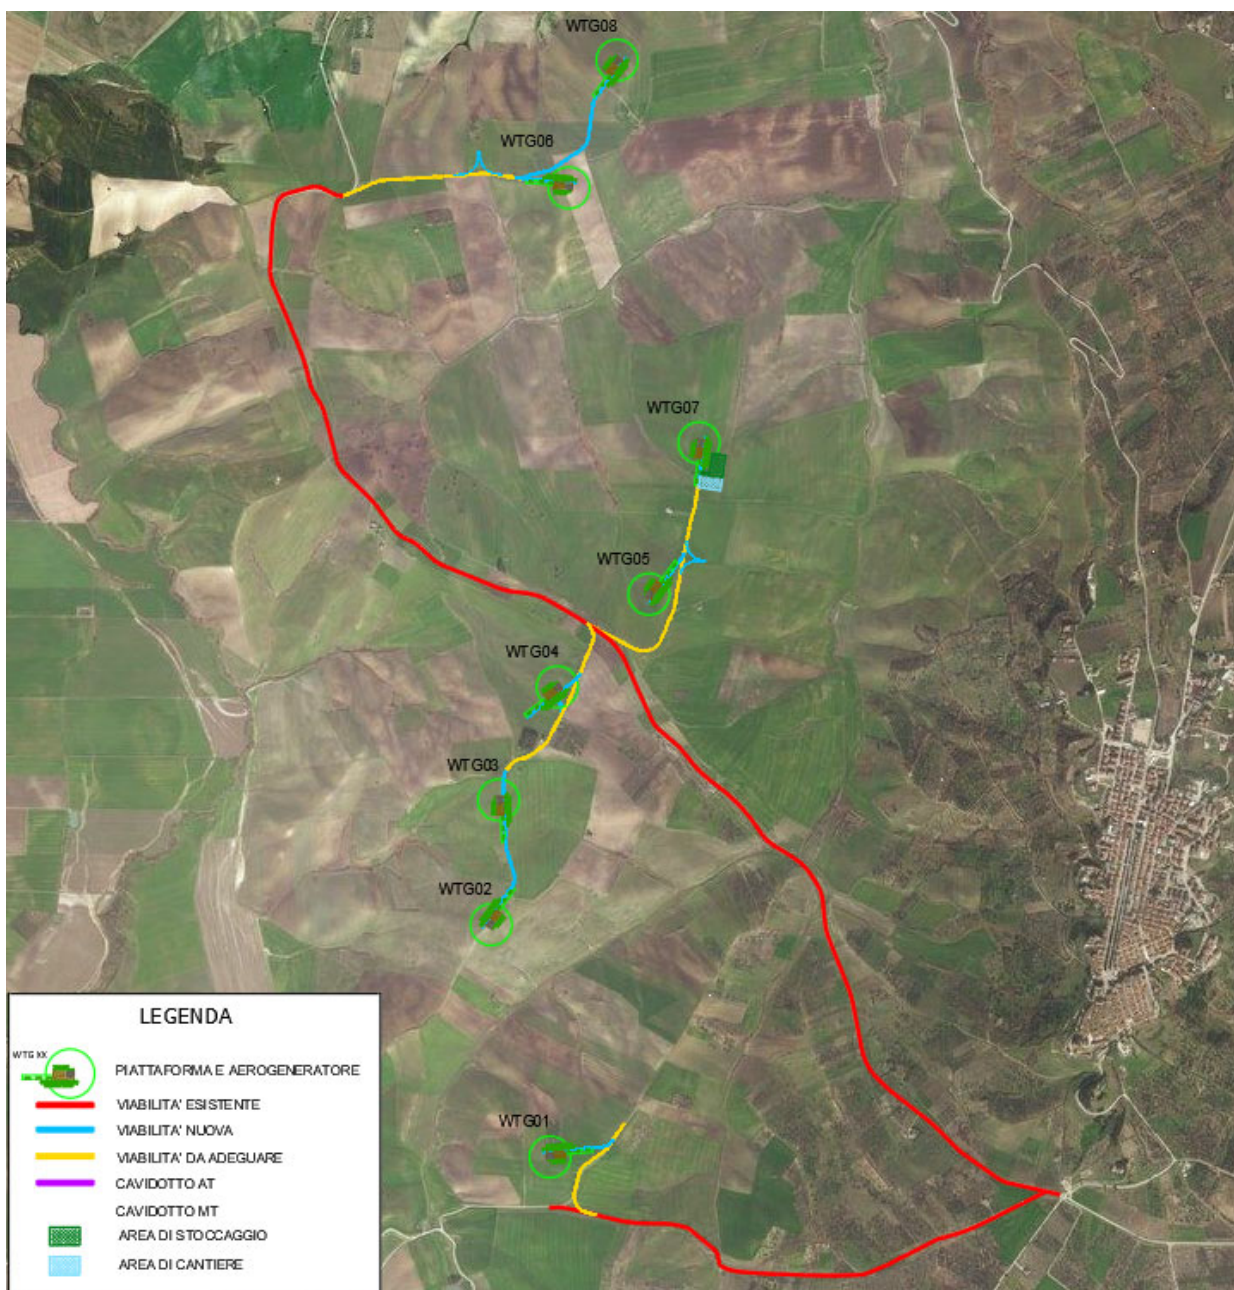 WTG08
WTG06
WTG07
WTG05
WTG04
WTG03
WTG02
WTG01
LEGENDA
WTG XX
PIATTAFORMA E AEROGENERATORE
VIABILITA' ESISTENTE
VIABILITA' NUOVA
VIABILITA' DA ADEGUARE
CAVIDOTTO AT
CAVIDOTTO MT
AREA DI STOCCAGGIO
AREA DI CANTIERE